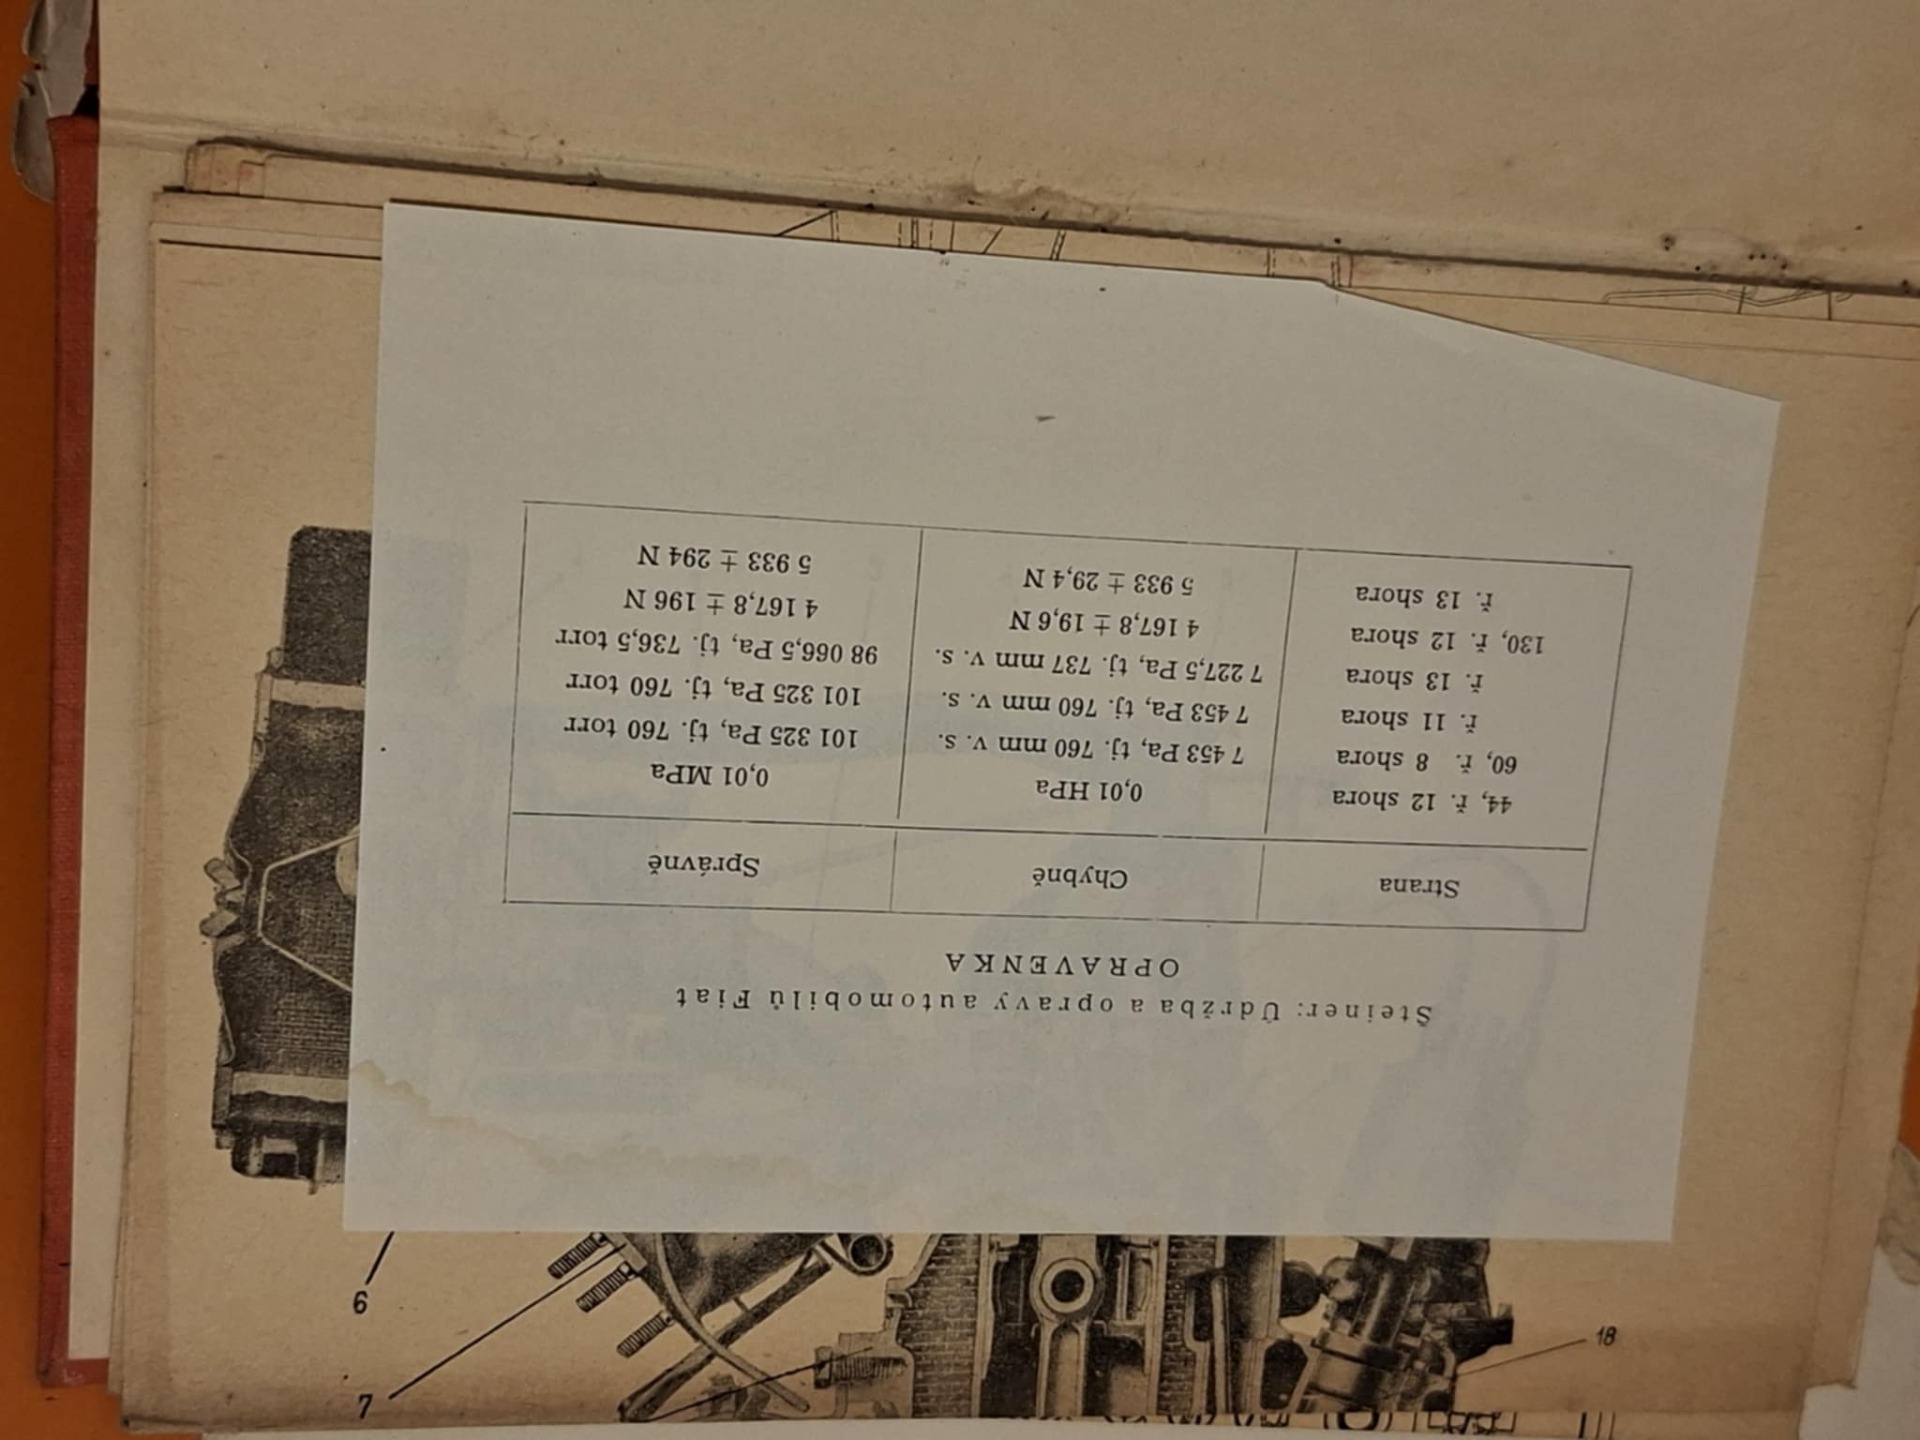 Šteiner: Údržba a opravy automobilů Fiat
OPRAVENKA
Strana Chybně Správně
44, ř. 12 shora 0,01 HPa 0,01 MPa
60, ř. 8 shora 7 453 Pa, tj. 760 mm v. s. 101 325 Pa, tj. 760 torr
ř. 11 shora 7 453 Pa, tj. 760 mm v. s. 101 325 Pa, tj. 760 torr
ř. 13 shora 7 227,5 Pa, tj. 737 mm v. s. 98 066,5 Pa, tj. 736,5 torr
130, ř. 12 shora 4 167,8 ± 19,6 N 4 167,8 ± 196 N
ř. 13 shora 5 933 ± 29,4 N 5 933 ± 294 N
6
7
18